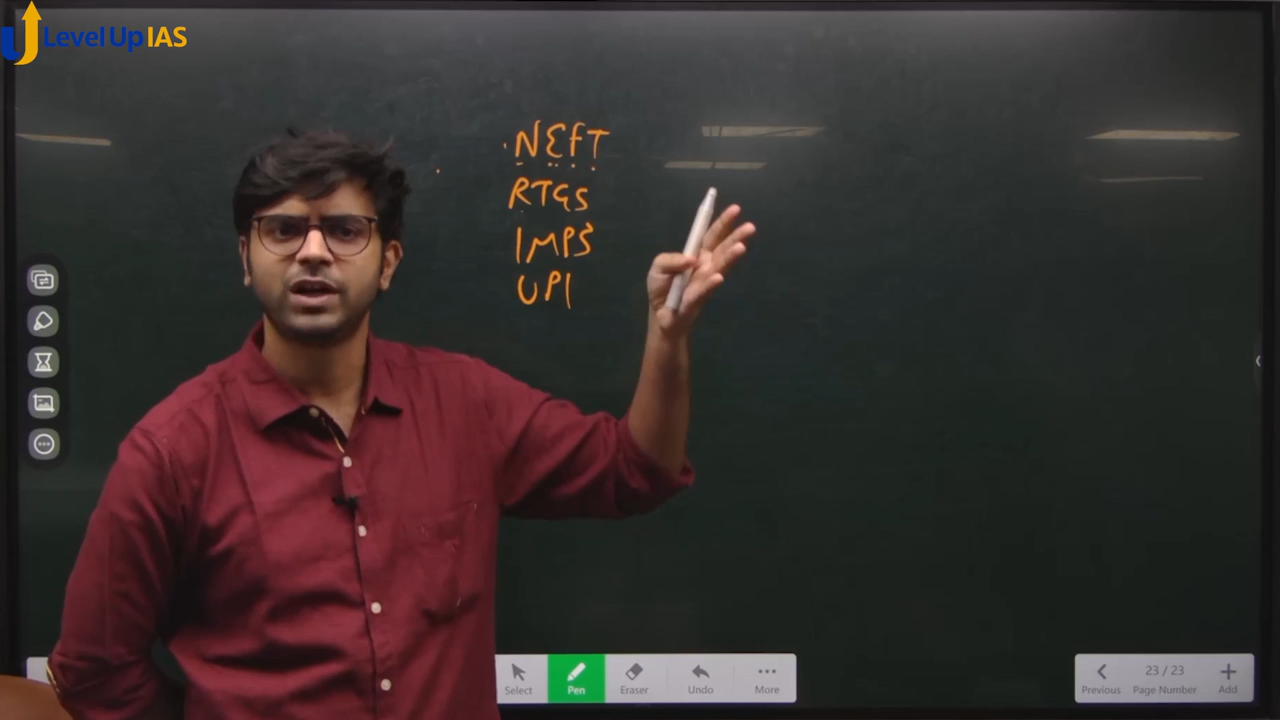 Level Up IAS
NEFT
RTGS
IMPS
UPI
Select
Pen
Eraser
Undo
More
Previous
23 / 23
Page Number
Add